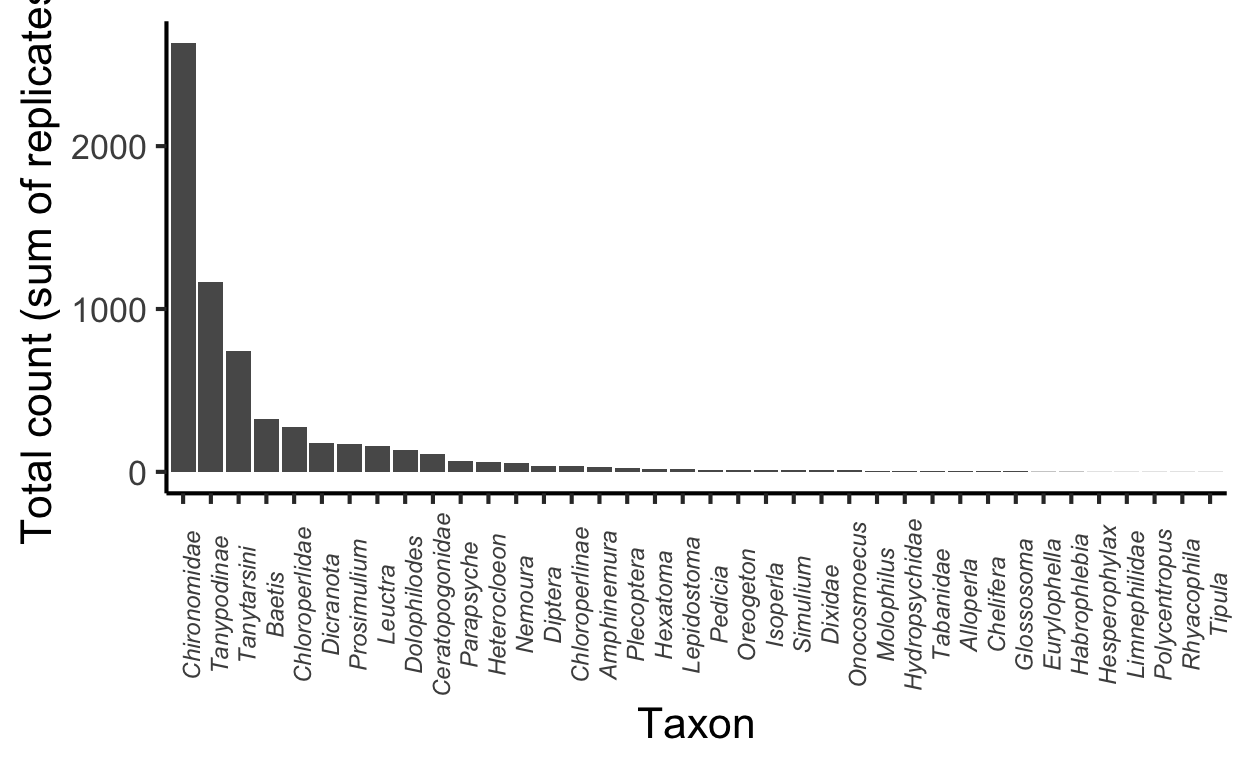 Total count (sum of replicates
2000
1000
0
Chironomidae
Tanypodinae
Tanytarsini
Baetis
Chloroperlidae
Dicranota
Prosimulium
Leuctra
Dolophilodes
Ceratopogonidae
Parapsyche
Heterocloeon
Nemoura
Diptera
Chloroperlinae
Amphinemura
Plecoptera
Hexatoma
Lepidostoma
Pedicia
Oreogeton
Isoperla
Simulium
Dixidae
Onocosmoecus
Molophilus
Hydropsychidae
Tabanidae
Alloperla
Chelifera
Glossosoma
Eurylophella
Habrophlebia
Hesperophylax
Limnephilidae
Polycentropus
Rhyacophila
Tipula
Taxon